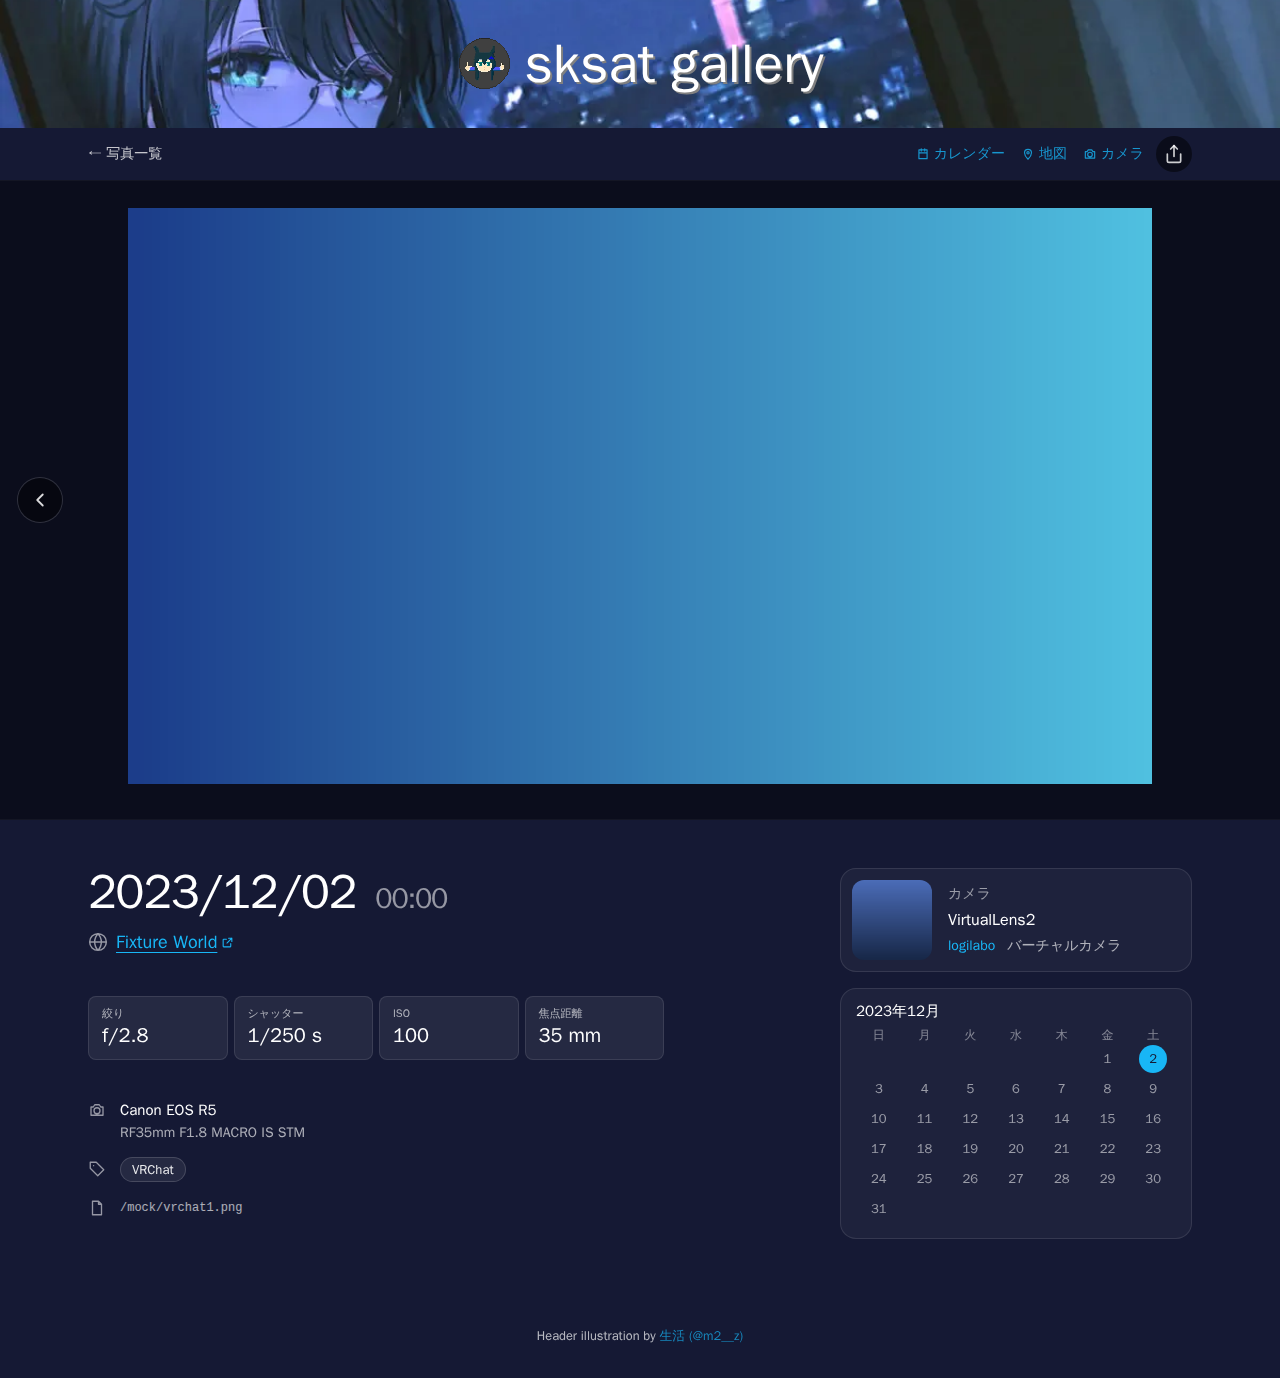 sksat gallery
← 写真一覧
カレンダー 地図 カメラ
2023/12/02 00:00
Fixture World
絞り
f/2.8
シャッター
1/250 s
ISO
100
焦点距離
35 mm
Canon EOS R5
RF35mm F1.8 MACRO IS STM
VRChat
/mock/vrchat1.png
カメラ
VirtualLens2
logilabo バーチャルカメラ
2023年12月
日 月 火 水 木 金 土
1 2
3 4 5 6 7 8 9
10 11 12 13 14 15 16
17 18 19 20 21 22 23
24 25 26 27 28 29 30
31
Header illustration by 生活 (@m2__z)